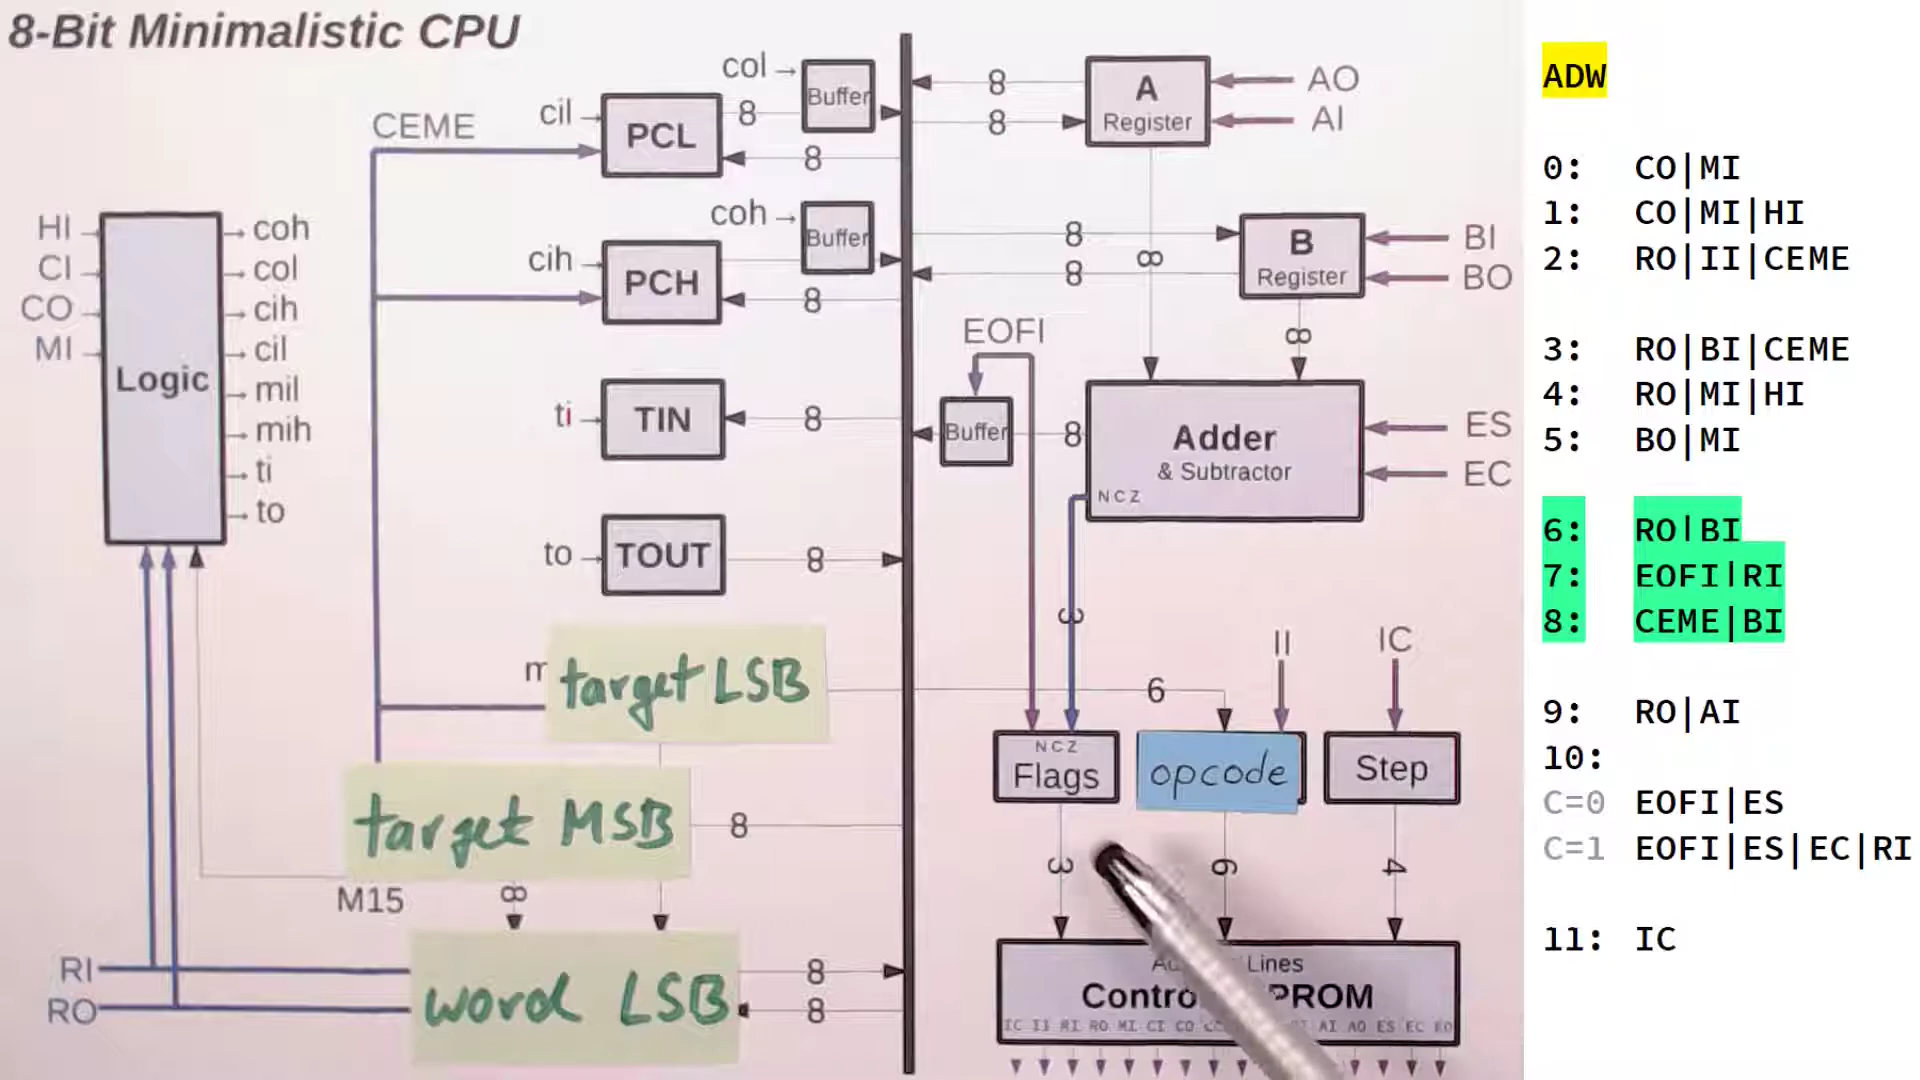 8-Bit Minimalistic CPU
CEME
cil
PCL
8
col
Buffer
8
coh
Buffer
cih
PCH
8
ti
TIN
8
to
TOUT
8
HI
CI
CO
MI
Logic
coh
col
cih
cil
mil
mih
ti
to
target LSB
target MSB
8
M15
8
RI
RO
word LSB
8
8
8
8
A
Register
AO
AI
8
8
8
B
Register
BI
BO
8
8
EOFI
Buffer
8
Adder
& Subtractor
N C Z
ES
EC
3
6
II
IC
N C Z
Flags
opcode
Step
3
6
4
Lines
IC II RI RO MI CI CO
AI AO ES EC EO
ADW
0: CO|MI
1: CO|MI|HI
2: RO|II|CEME
3: RO|BI|CEME
4: RO|MI|HI
5: BO|MI
6: RO|BI
7: EOFI|RI
8: CEME|BI
9: RO|AI
10:
C=0 EOFI|ES
C=1 EOFI|ES|EC|RI
11: IC